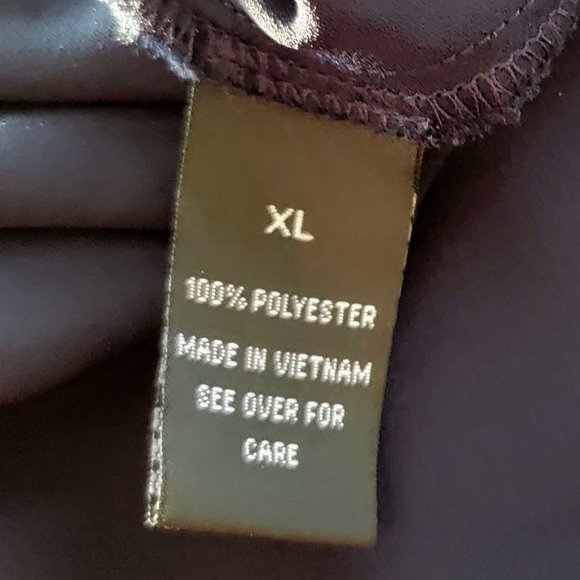 XL
100% POLYESTER
MADE IN VIETNAM
SEE OVER FOR
CARE